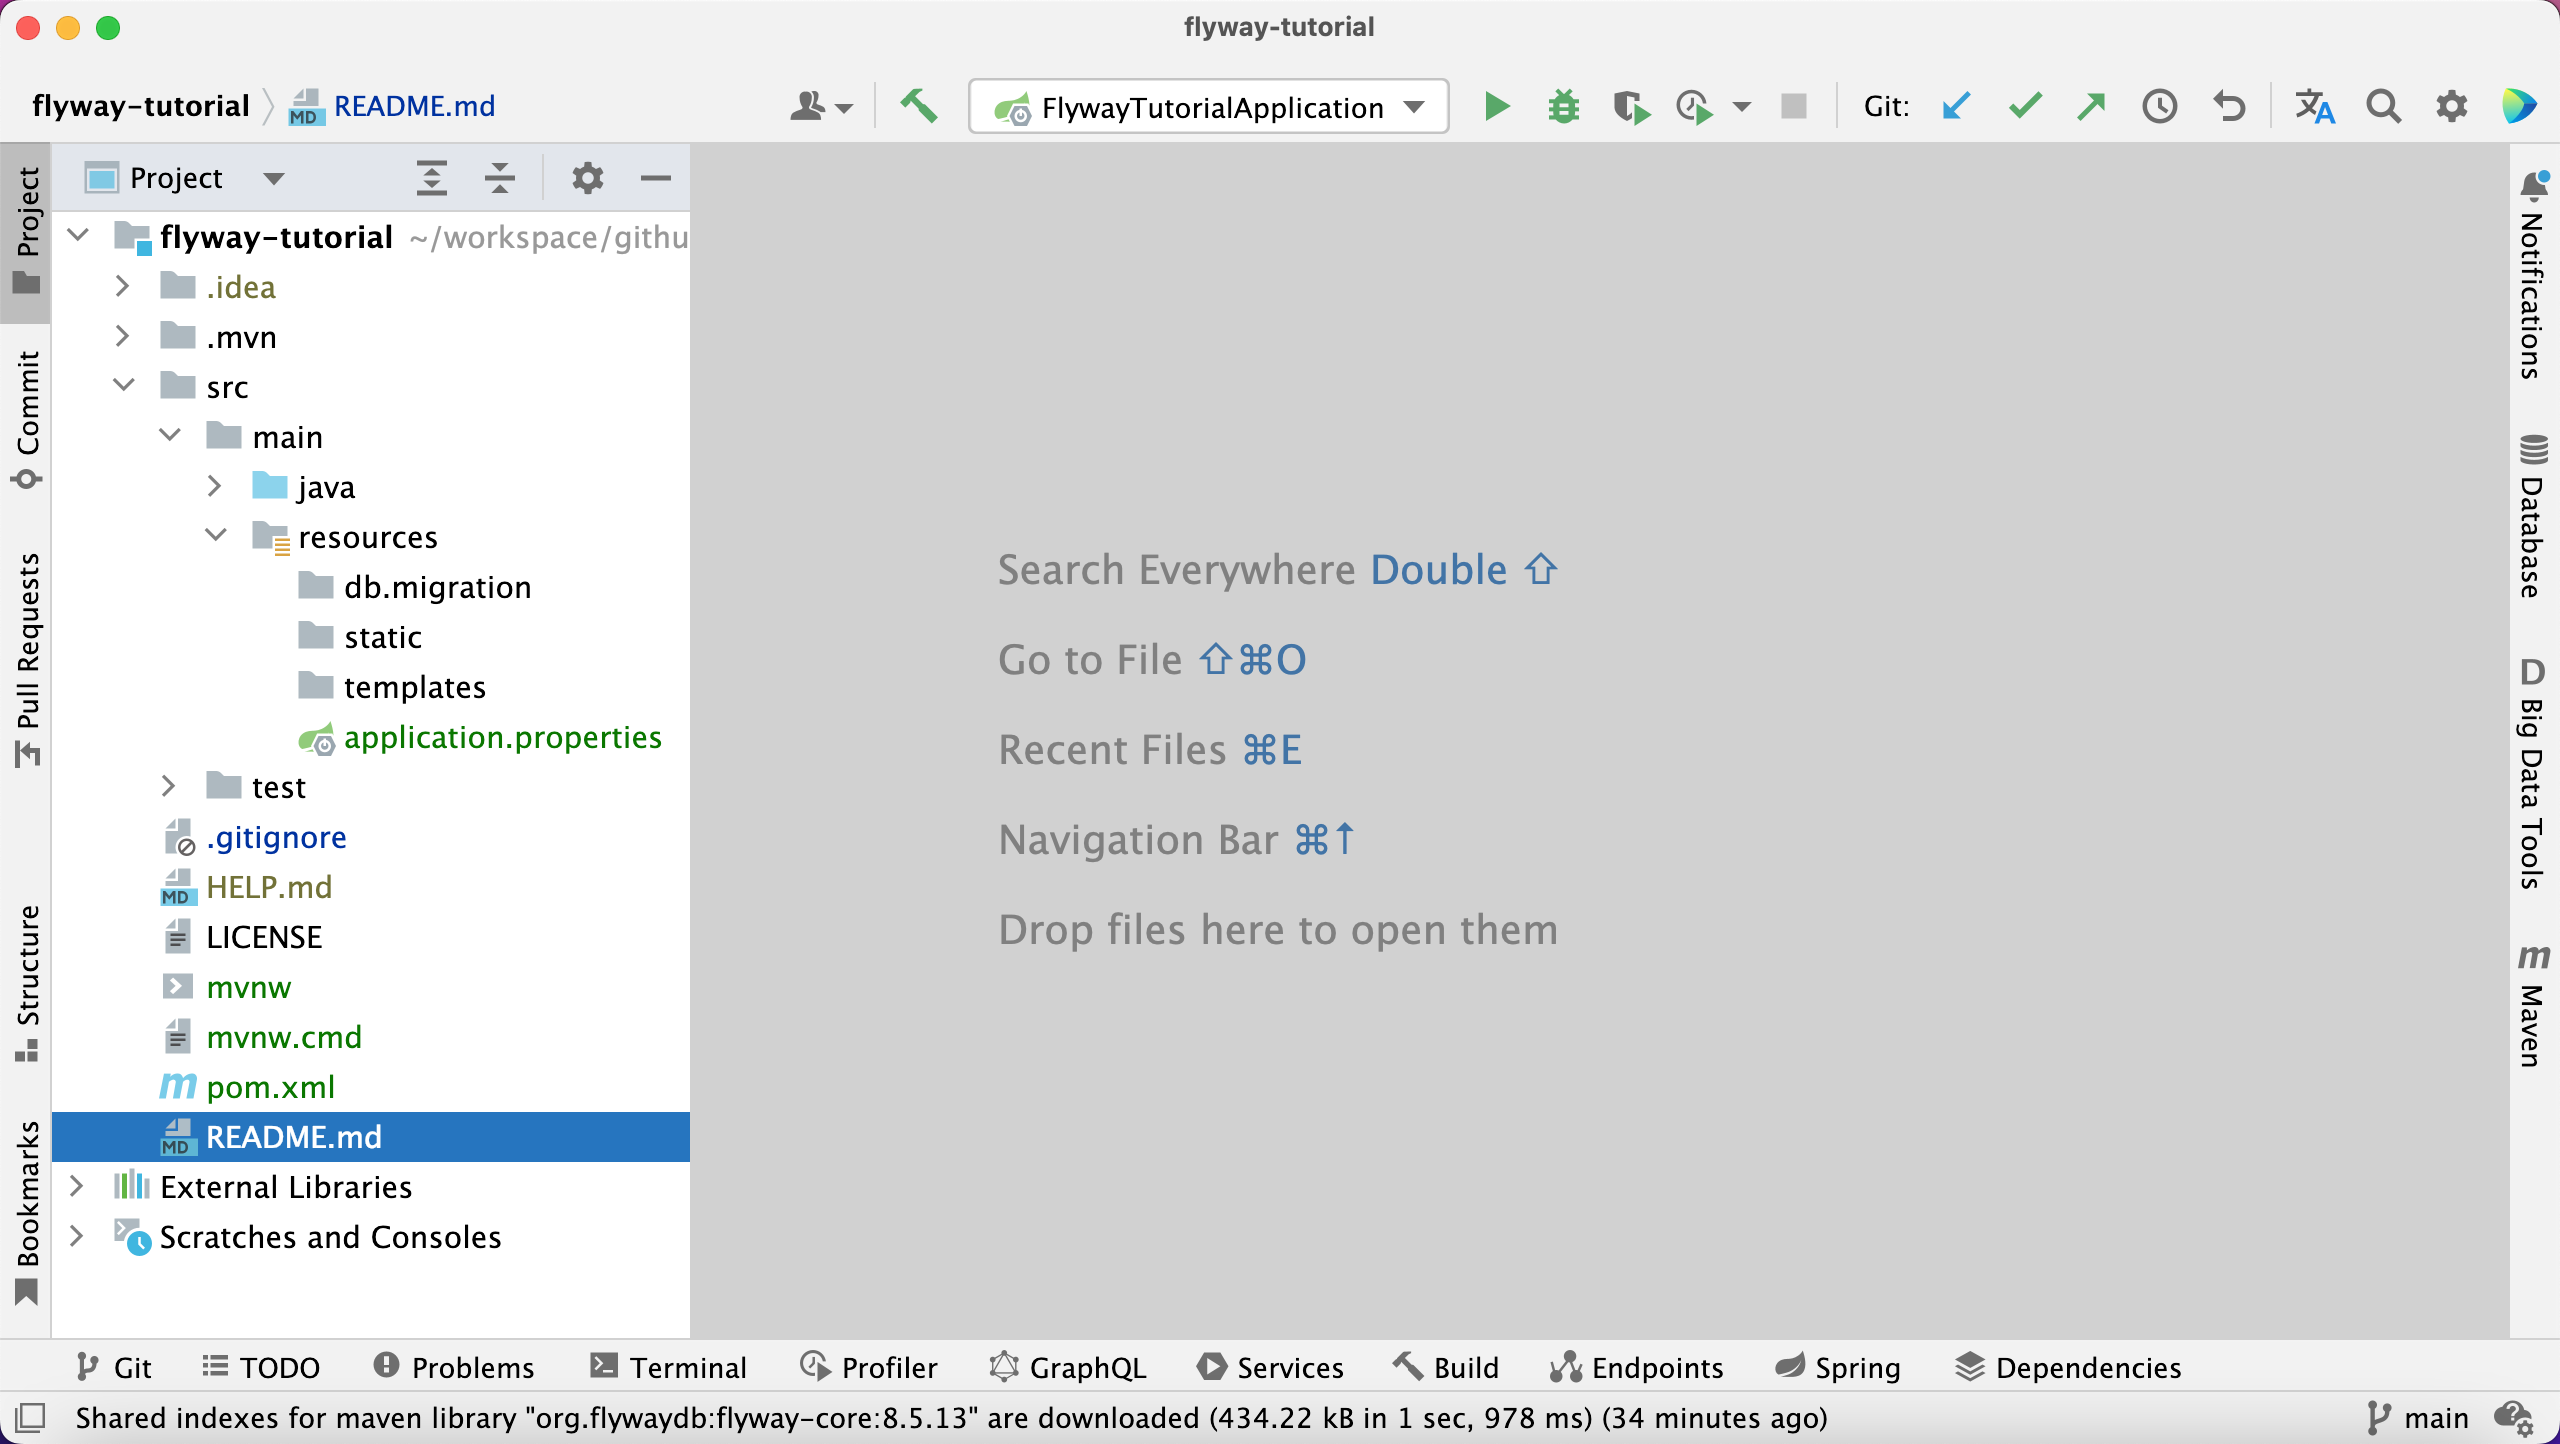 flyway-tutorial
flyway-tutorial README.md FlywayTutorialApplication Git:
Project
Commit
Pull Requests
Structure
Bookmarks
Project
flyway-tutorial ~/workspace/githu
.idea
.mvn
src
main
java
resources
db.migration
static
templates
application.properties
test
.gitignore
HELP.md
LICENSE
mvnw
mvnw.cmd
pom.xml
README.md
External Libraries
Scratches and Consoles
Search Everywhere Double ⇧
Go to File ⇧⌘O
Recent Files ⌘E
Navigation Bar ⌘↑
Drop files here to open them
Notifications
Database
D Big Data Tools
m Maven
Git TODO Problems Terminal Profiler GraphQL Services Build Endpoints Spring Dependencies
Shared indexes for maven library "org.flywaydb:flyway-core:8.5.13" are downloaded (434.22 kB in 1 sec, 978 ms) (34 minutes ago) main